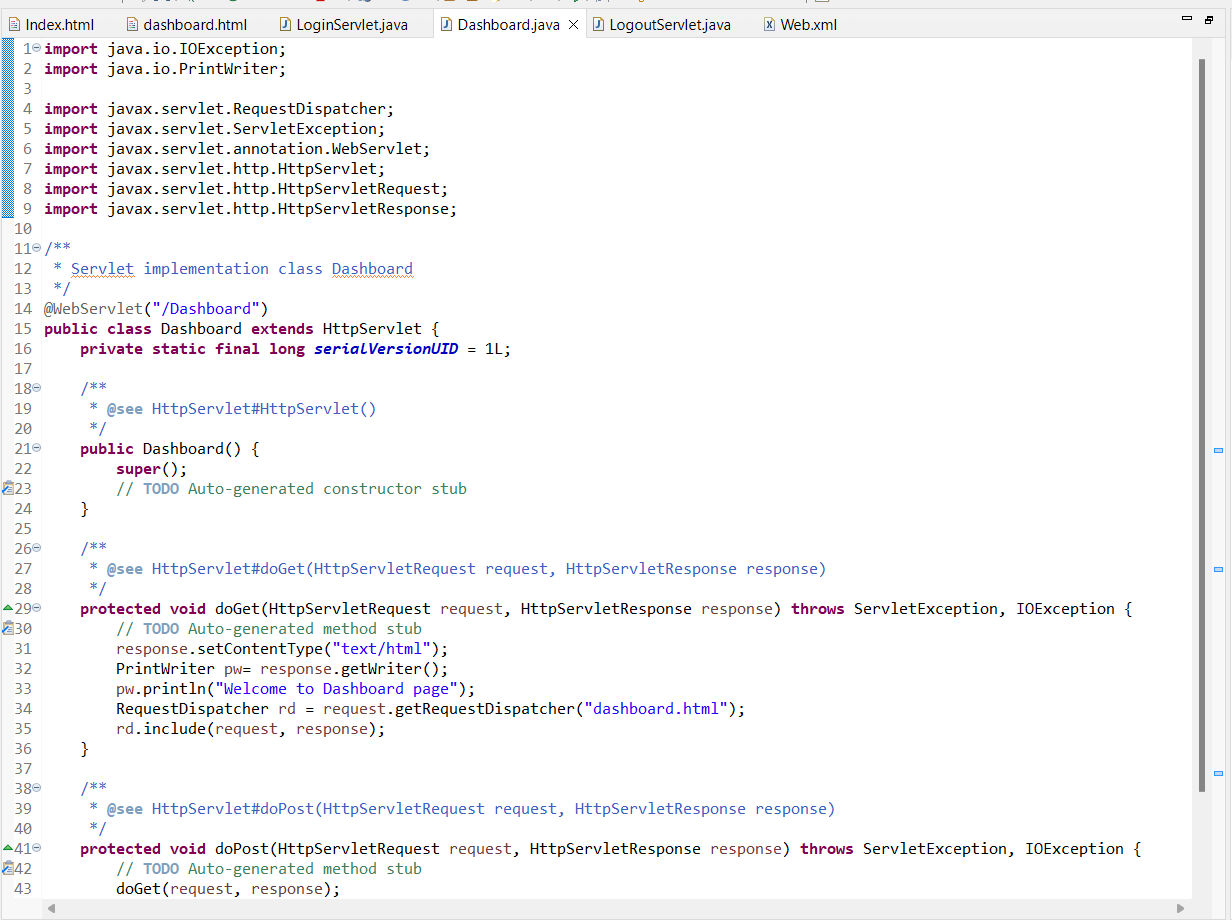 Index.html dashboard.html LoginServlet.java Dashboard.java LogoutServlet.java Web.xml
1 import java.io.IOException;
2 import java.io.PrintWriter;
3
4 import javax.servlet.RequestDispatcher;
5 import javax.servlet.ServletException;
6 import javax.servlet.annotation.WebServlet;
7 import javax.servlet.http.HttpServlet;
8 import javax.servlet.http.HttpServletRequest;
9 import javax.servlet.http.HttpServletResponse;
10
11 /**
12  * Servlet implementation class Dashboard
13  */
14 @WebServlet("/Dashboard")
15 public class Dashboard extends HttpServlet {
16     private static final long serialVersionUID = 1L;
17
18     /**
19      * @see HttpServlet#HttpServlet()
20      */
21     public Dashboard() {
22         super();
23         // TODO Auto-generated constructor stub
24     }
25
26     /**
27      * @see HttpServlet#doGet(HttpServletRequest request, HttpServletResponse response)
28      */
29     protected void doGet(HttpServletRequest request, HttpServletResponse response) throws ServletException, IOException {
30         // TODO Auto-generated method stub
31         response.setContentType("text/html");
32         PrintWriter pw= response.getWriter();
33         pw.println("Welcome to Dashboard page");
34         RequestDispatcher rd = request.getRequestDispatcher("dashboard.html");
35         rd.include(request, response);
36     }
37
38     /**
39      * @see HttpServlet#doPost(HttpServletRequest request, HttpServletResponse response)
40      */
41     protected void doPost(HttpServletRequest request, HttpServletResponse response) throws ServletException, IOException {
42         // TODO Auto-generated method stub
43         doGet(request, response);